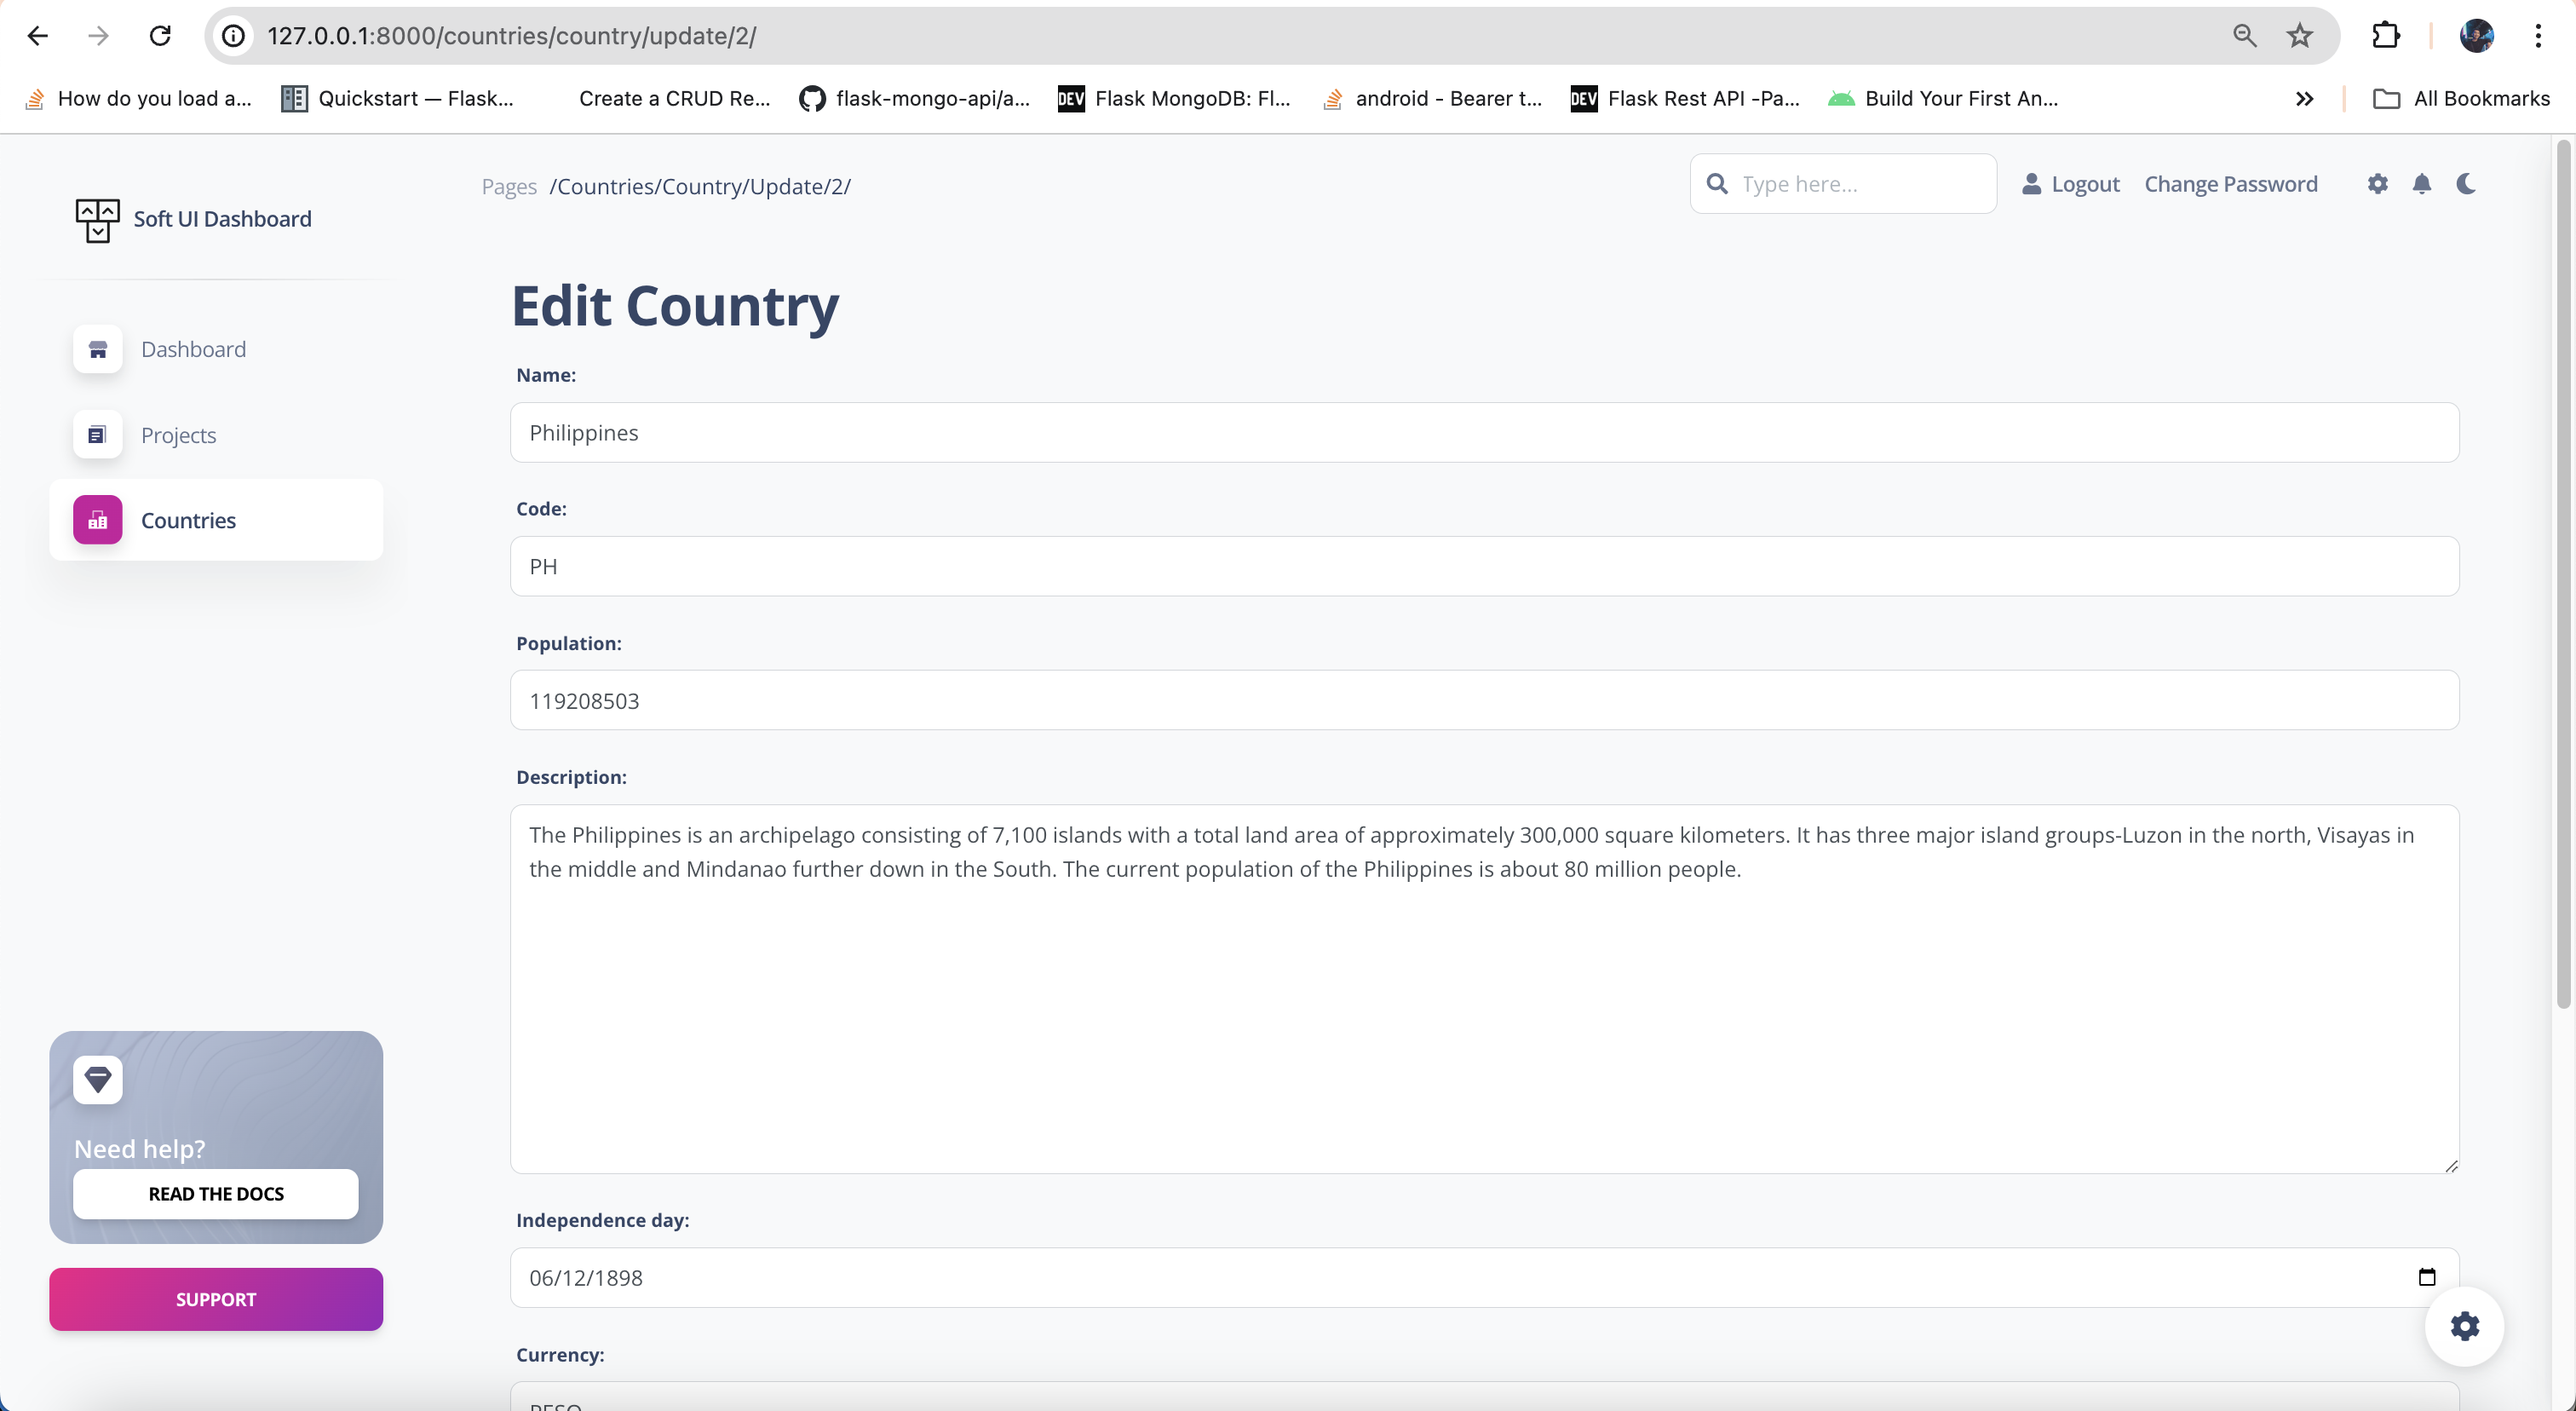 127.0.0.1:8000/countries/country/update/2/
How do you load a... Quickstart — Flask... Create a CRUD Re... flask-mongo-api/a... DEV Flask MongoDB: Fl... android - Bearer t... DEV Flask Rest API -Pa... Build Your First An... All Bookmarks
Soft UI Dashboard
Dashboard
Projects
Countries
Need help?
READ THE DOCS
SUPPORT
Pages /Countries/Country/Update/2/
Type here...
Logout
Change Password
Edit Country
Name:
Philippines
Code:
PH
Population:
119208503
Description:
The Philippines is an archipelago consisting of 7,100 islands with a total land area of approximately 300,000 square kilometers. It has three major island groups-Luzon in the north, Visayas in
the middle and Mindanao further down in the South. The current population of the Philippines is about 80 million people.
Independence day:
06/12/1898
Currency:
PESO